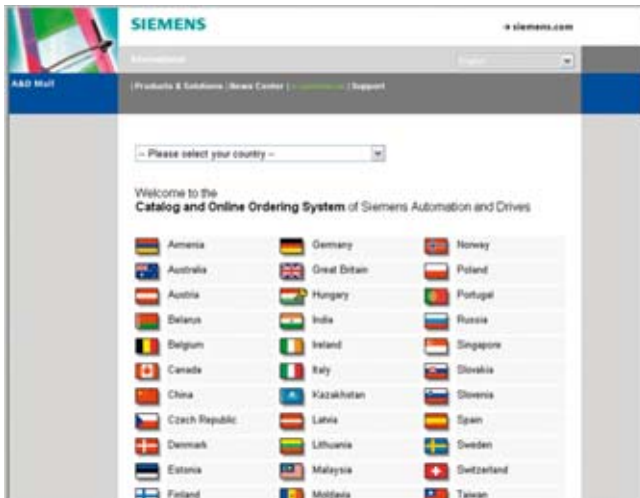 SIEMENS
→ siemens.com
International
English
A&D Mall
| Products & Solutions | News Center | e-commerce | Support
-- Please select your country --
Welcome to the
Catalog and Online Ordering System of Siemens Automation and Drives
Armenia Germany Norway
Australia Great Britain Poland
Austria Hungary Portugal
Belarus India Russia
Belgium Ireland Singapore
Canada Italy Slovakia
China Kazakhstan Slovenia
Czech Republic Latvia Spain
Denmark Lithuania Sweden
Estonia Malaysia Switzerland
Finland Moldavia Taiwan